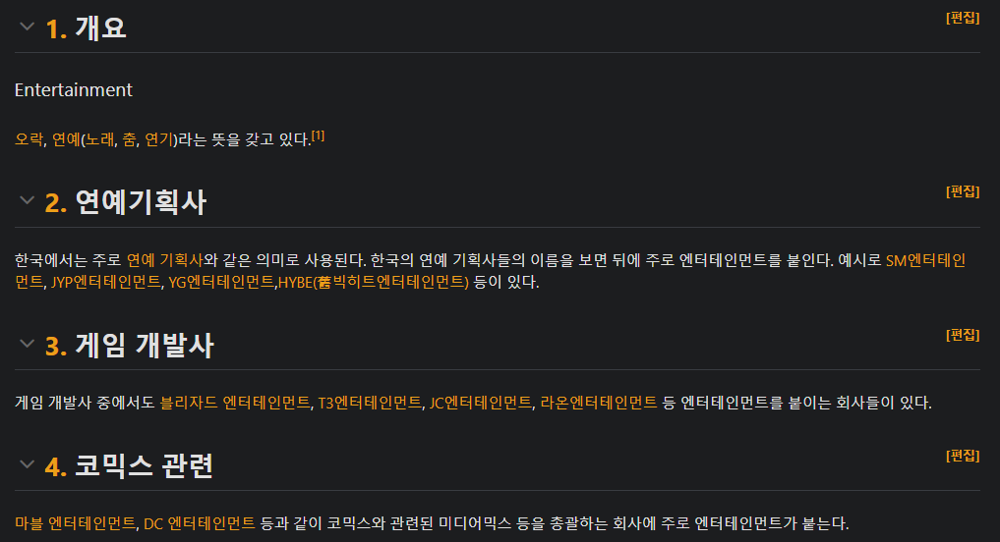 1. 개요 [편집]
Entertainment
오락, 연예(노래, 춤, 연기)라는 뜻을 갖고 있다.[1]
2. 연예기획사 [편집]
한국에서는 주로 연예 기획사와 같은 의미로 사용된다. 한국의 연예 기획사들의 이름을 보면 뒤에 주로 엔터테인먼트를 붙인다. 예시로 SM엔터테인
먼트, JYP엔터테인먼트, YG엔터테인먼트,HYBE(舊빅히트엔터테인먼트) 등이 있다.
3. 게임 개발사 [편집]
게임 개발사 중에서도 블리자드 엔터테인먼트, T3엔터테인먼트, JC엔터테인먼트, 라온엔터테인먼트 등 엔터테인먼트를 붙이는 회사들이 있다.
4. 코믹스 관련 [편집]
마블 엔터테인먼트, DC 엔터테인먼트 등과 같이 코믹스와 관련된 미디어믹스 등을 총괄하는 회사에 주로 엔터테인먼트가 붙는다.